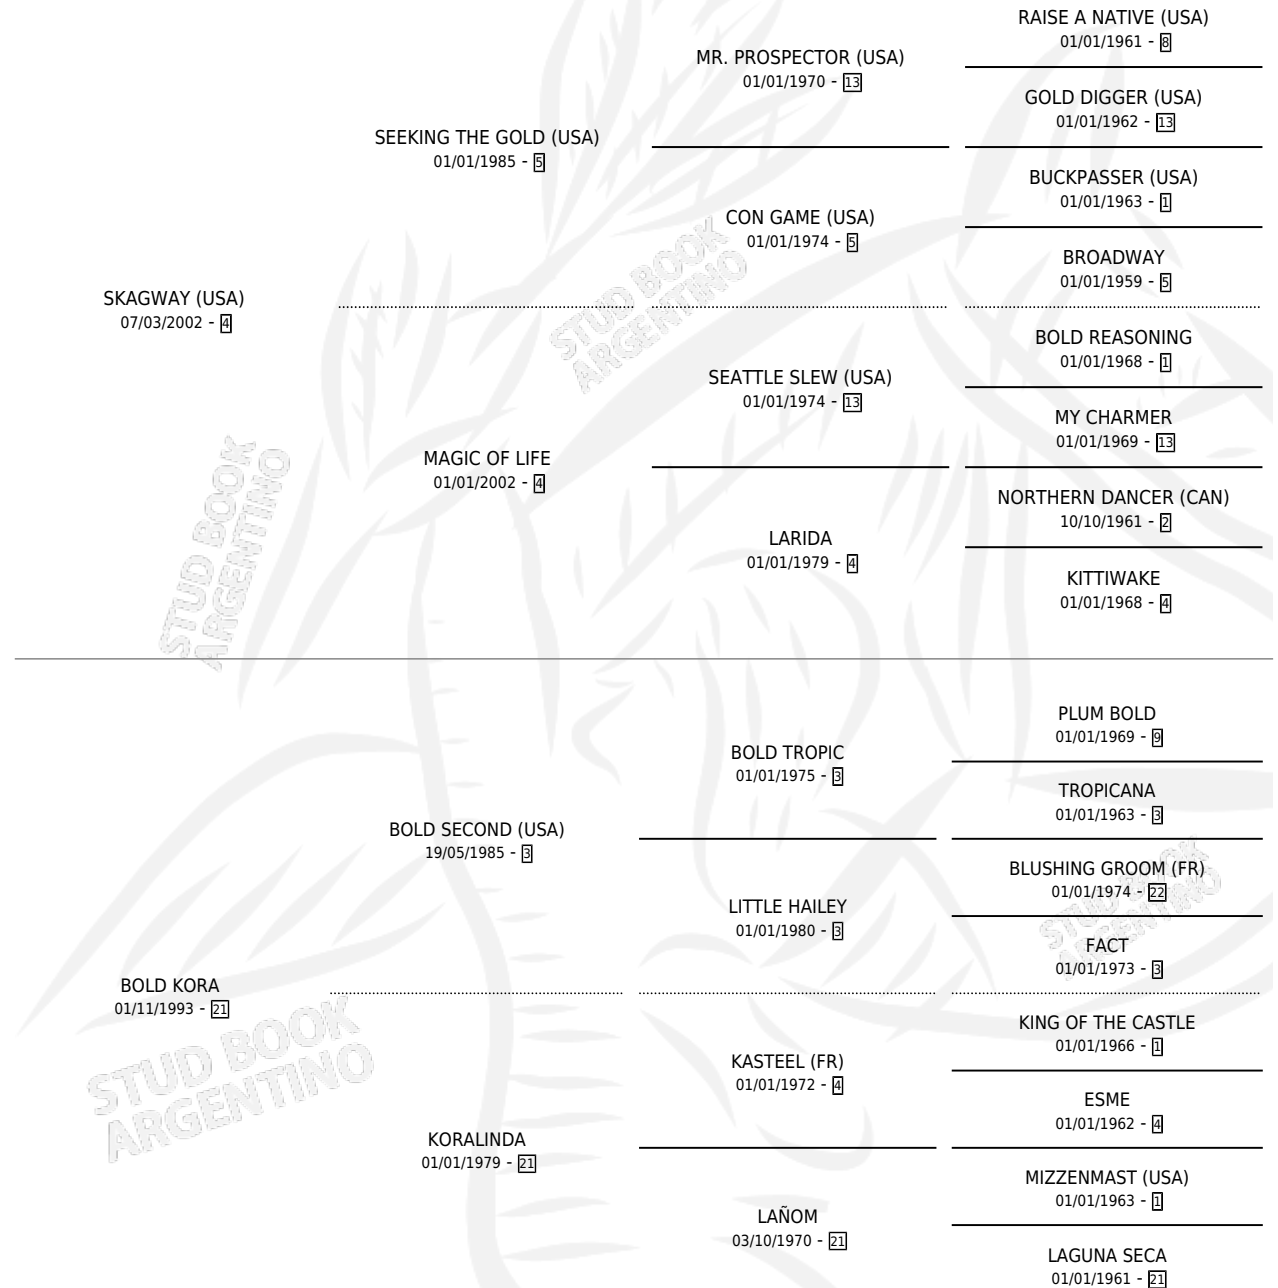 RAISE A NATIVE (USA)
01/01/1961 - 8
MR. PROSPECTOR (USA)
01/01/1970 - 13
GOLD DIGGER (USA)
01/01/1962 - 13
SEEKING THE GOLD (USA)
01/01/1985 - 5
BUCKPASSER (USA)
01/01/1963 - 1
CON GAME (USA)
01/01/1974 - 5
BROADWAY
01/01/1959 - 5
SKAGWAY (USA)
07/03/2002 - 4
BOLD REASONING
01/01/1968 - 1
SEATTLE SLEW (USA)
01/01/1974 - 13
MY CHARMER
01/01/1969 - 13
MAGIC OF LIFE
01/01/2002 - 4
NORTHERN DANCER (CAN)
10/10/1961 - 2
LARIDA
01/01/1979 - 4
KITTIWAKE
01/01/1968 - 4
STUD BOOK
ARGENTINO
STUD BOOK
ARGENTINO
PLUM BOLD
01/01/1969 - 9
BOLD TROPIC
01/01/1975 - 3
TROPICANA
01/01/1963 - 3
BOLD SECOND (USA)
19/05/1985 - 3
BLUSHING GROOM (FR)
01/01/1974 - 22
LITTLE HAILEY
01/01/1980 - 3
FACT
01/01/1973 - 3
STUD BOOK
ARGENTINO
BOLD KORA
01/11/1993 - 21
KING OF THE CASTLE
01/01/1966 - 1
KASTEEL (FR)
01/01/1972 - 4
ESME
01/01/1962 - 4
STUD BOOK
ARGENTINO
KORALINDA
01/01/1979 - 21
MIZZENMAST (USA)
01/01/1963 - 1
LAÑOM
03/10/1970 - 21
LAGUNA SECA
01/01/1961 - 21